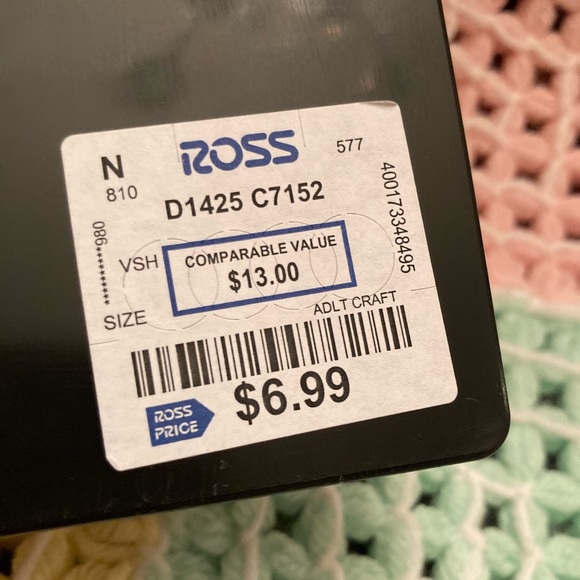 N
ROSS
577
810
D1425 C7152
400173348495
**********980
VSH
COMPARABLE VALUE
$13.00
SIZE
ADLT CRAFT
ROSS
PRICE
$6.99